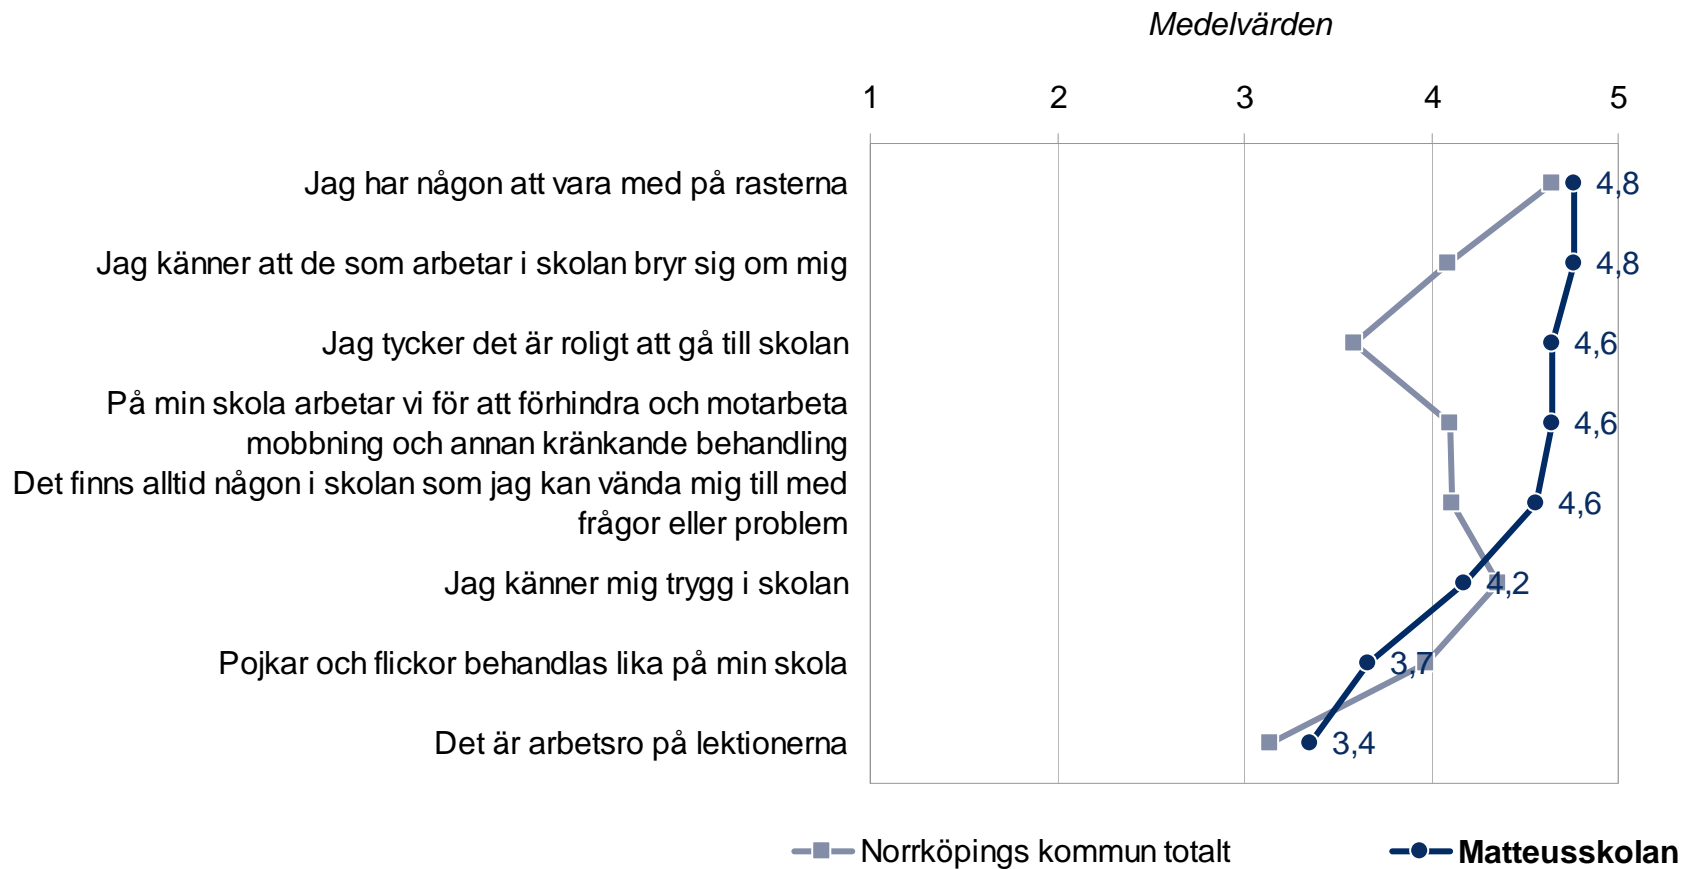 Medelvärden
1 2 3 4 5
Jag har någon att vara med på rasterna 4,8
Jag känner att de som arbetar i skolan bryr sig om mig 4,8
Jag tycker det är roligt att gå till skolan 4,6
På min skola arbetar vi för att förhindra och motarbeta
mobbning och annan kränkande behandling 4,6
Det finns alltid någon i skolan som jag kan vända mig till med
frågor eller problem 4,6
Jag känner mig trygg i skolan 4,2
Pojkar och flickor behandlas lika på min skola 3,7
Det är arbetsro på lektionerna 3,4
Norrköpings kommun totalt Matteusskolan